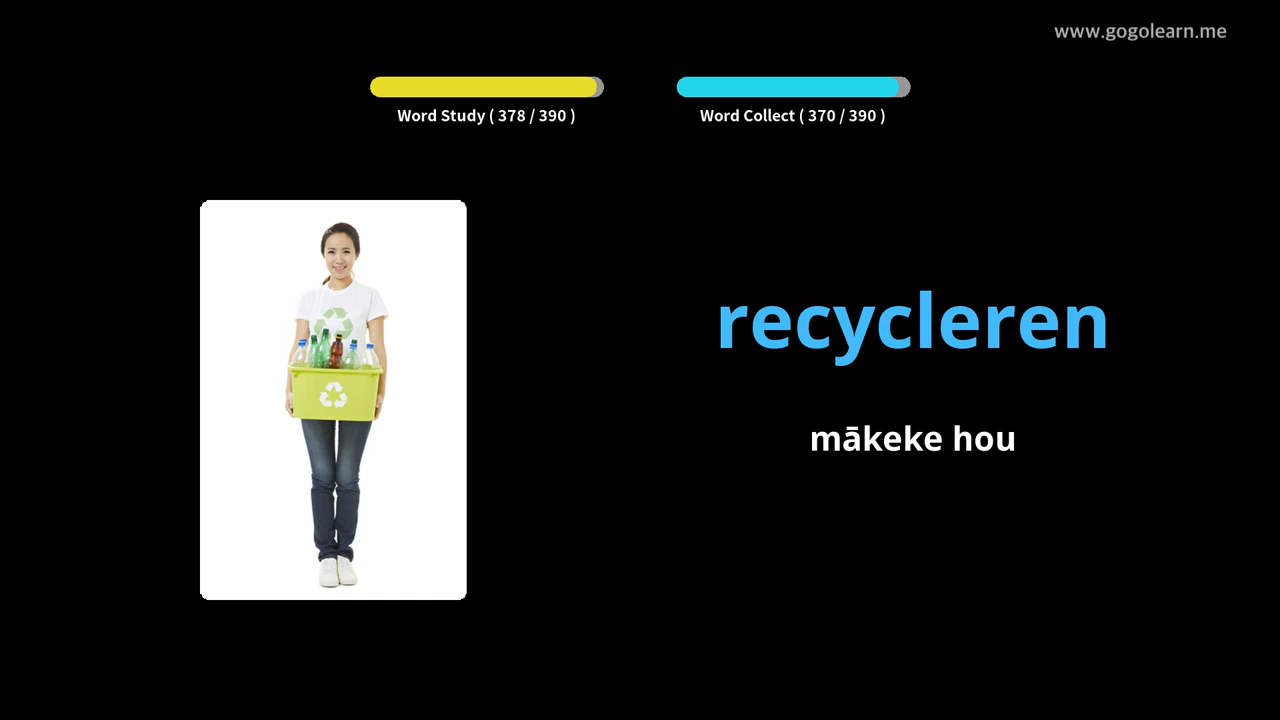 www.gogolearn.me
Word Study ( 378 / 390 )
Word Collect ( 370 / 390 )
recycleren
mākeke hou